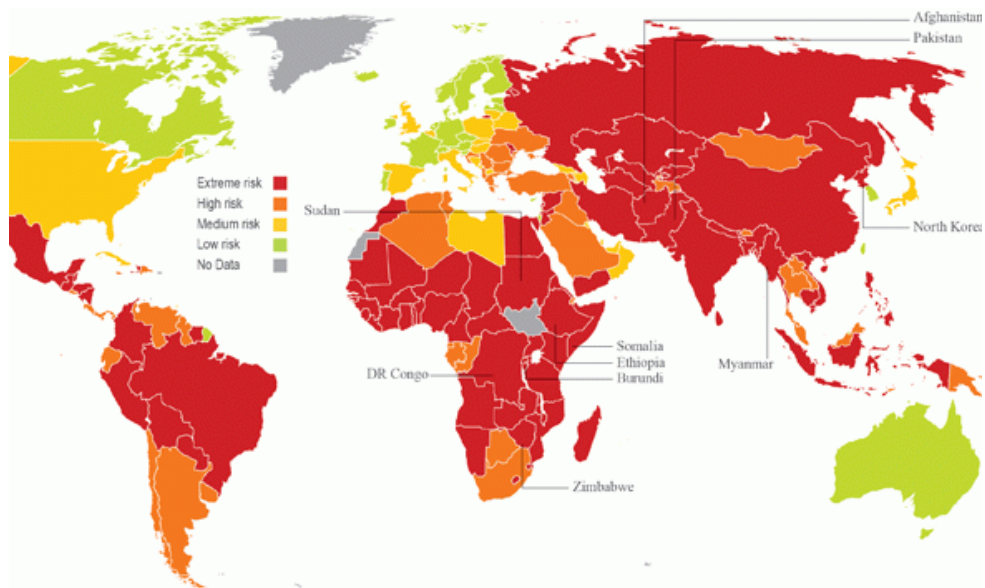 Afghanistan
Pakistan
Extreme risk
High risk
Sudan
Medium risk
Low risk
North Korea
No Data
Somalia
Ethiopia
Myanmar
DR Congo
Burundi
Zimbabwe